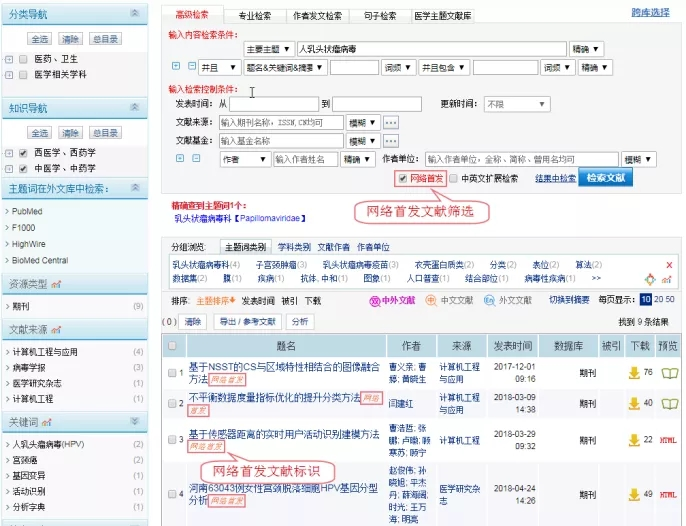 分类导航
全选 清除 总目录
医药、卫生
医学相关学科
知识导航
全选 清除 总目录
西医学、西药学
中医学、中药学
主题词在外文库中检索:
PubMed
F1000
HighWire
BioMed Central
资源类型
期刊 (9)
文献来源
计算机工程与应用 (4)
病毒学报 (2)
医学研究杂志 (2)
计算机工程 (1)
关键词
人乳头瘤病毒(HPV) (2)
宫颈癌 (2)
基因变异 (1)
活动识别 (1)
分析字典 (1)
高级检索 专业检索 作者发文检索 句子检索 医学主题文献库 跨库选择
输入内容检索条件:
主要主题 人乳头状瘤病毒 精确
并且 题名&关键词&摘要 词频 并且包含 词频 精确
输入检索控制条件:
发表时间: 从 到 更新时间: 不限
文献来源: 输入期刊名称, ISSN,CN均可 模糊 ...
文献基金: 输入基金名称 模糊 ...
作者 输入作者姓名 精确 作者单位: 输入作者单位, 全称、简称、曾用名均可 模糊
网络首发 中英文扩展检索 结果中检索 检索文献
网络首发文献筛选
精确查到主题词1个:
乳头状瘤病毒科【Papillomaviridae】
分组浏览: 主题词类别 学科类别 文献作者 作者单位
乳头状瘤病毒科(4) 子宫颈肿瘤(3) 乳头状瘤病毒疫苗(3) 衣壳蛋白质类(2) 分类(2) 表位(2) 算法(2) X
数据集(2) 膜(1) 疾病(1) 抗体, 中和(1) 图象(1) 人口普查(1) 结合部位(1) 病毒性疾病(1) >>
排序: 主题排序 发表时间 被引 下载 中外文献 中文文献 外文文献 切换到摘要 每页显示: 10 20 50
(0) 清除 导出 / 参考文献 分析 找到 9 条结果
题名 作者 来源 发表时间 数据库 被引 下载 预览
1 基于NSST的CS与区域特性相结合的图像融合 曹义亲; 曹 计算机工程 2017-12-01 期刊 76
方法 网络首发 藤; 黄晓生 与应用 09:16
2 不平衡数据度量指标优化的提升分类方法 网络 闫建红 计算机工程 2018-03-09 期刊 40
首发 与应用 14:38
3 基于传感器距离的实时用户活动识别建模方法 曹浩哲; 张 计算机工程 2018-03-29 期刊 22 HTML
网络首发 09:32
网络首发文献标识
4 河南63043例女性宫颈脱落细胞HPV基因分型 医学研究杂 2018-04-24 期刊 49 HTML
分析 网络首发 志 14:26
赵俊伟; 孙
晓旭; 平杰
时光; 王万
海; 明亮